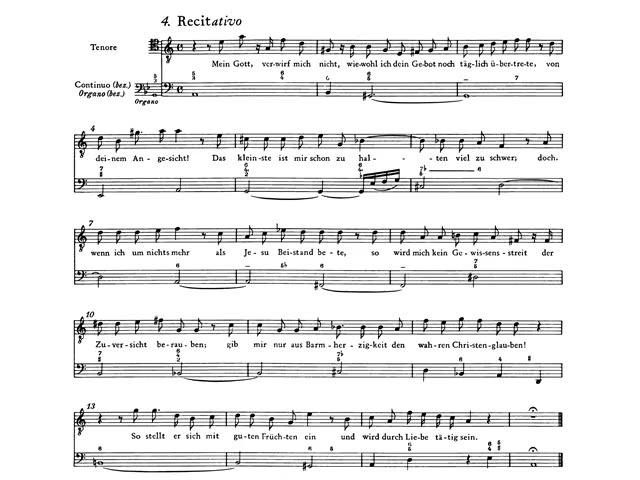 4. Recitativo
Tenore
Continuo (bez.)
Organo (bez.)
Organo
Mein Gott, ver-wirf mich nicht, wie-wohl ich dein Ge-bot noch täg-lich ü-ber-tre-te, von
4
dei-nem An-ge-sicht! Das klein-ste ist mir schon zu hal- - - ten viel zu schwer; doch,
7
wenn ich um nichts mehr als Je-su Bei-stand be-te, so wird mich kein Ge-wis-sens-streit der
10
Zu-ver-sicht be-rau-ben; gib mir nur aus Barm-her-zig-keit den wah-ren Chri-sten-glau-ben!
13
So stellt er sich mit gu-ten Früch-ten ein und wird durch Lie-be tä-tig sein.